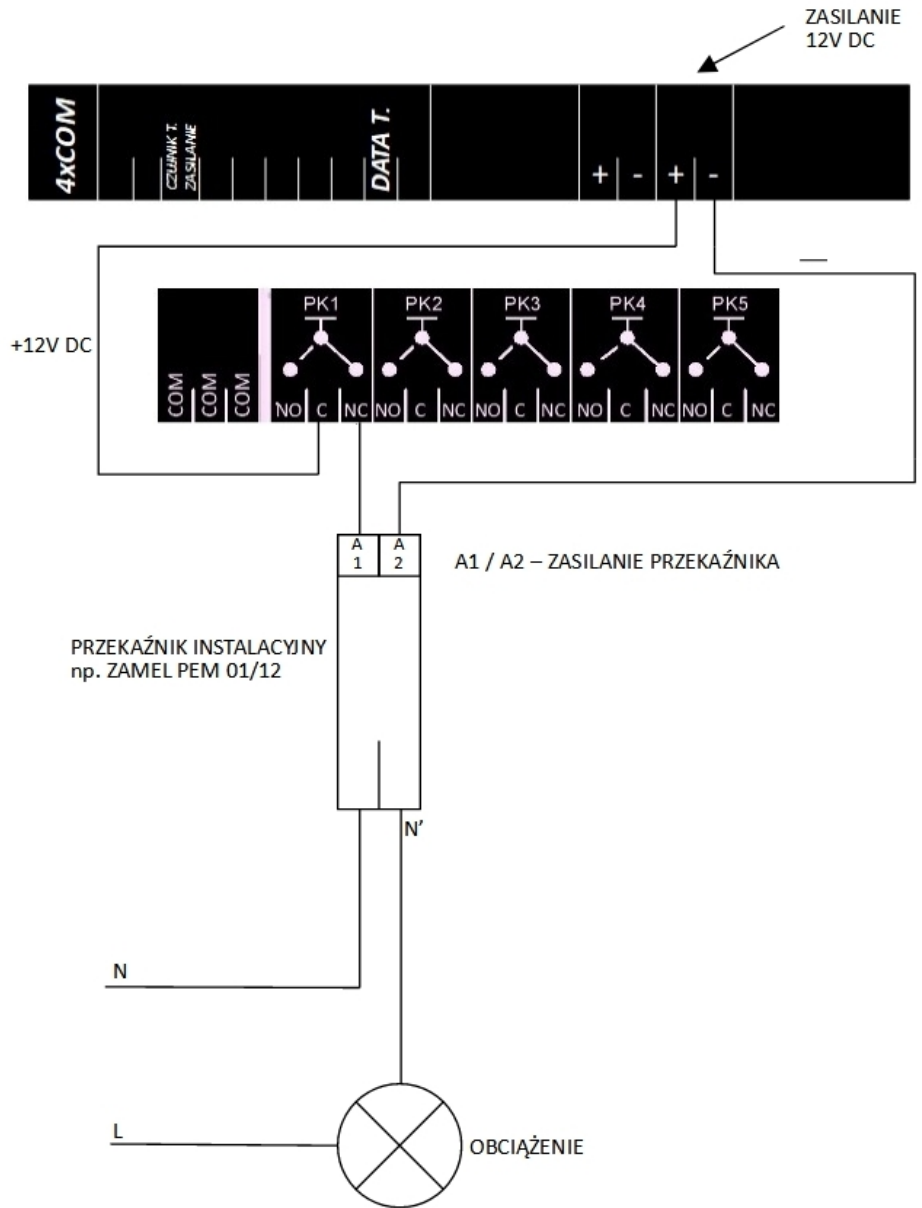 ZASILANIE
12V DC
4xCOM
CZUJNIK T.
ZASILANIE
DATA T.
+ - + -
PK1 PK2 PK3 PK4 PK5
+12V DC
COM COM COM NO C NC NO C NC NO C NC NO C NC NO C NC
A1 A2
A1 / A2 – ZASILANIE PRZEKAŹNIKA
PRZEKAŹNIK INSTALACYJNY
np. ZAMEL PEM 01/12
N'
N
L
OBCIĄŻENIE